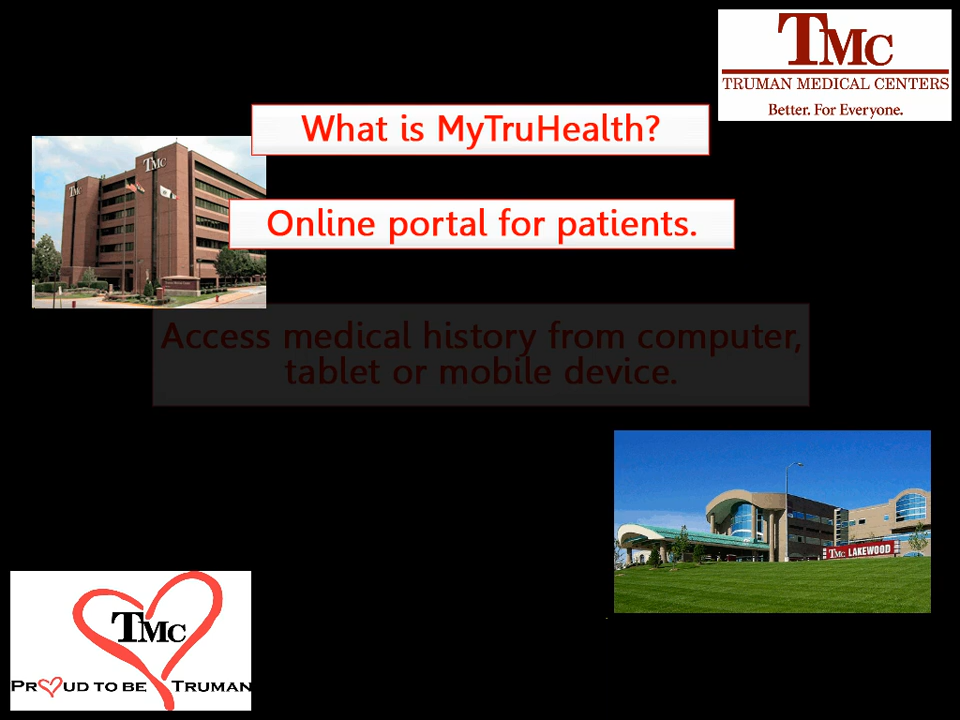 TMC
TRUMAN MEDICAL CENTERS
Better. For Everyone.
What is MyTruHealth?
TMC
TMC
Online portal for patients.
Access medical history from computer,
tablet or mobile device.
TMC LAKEWOOD
TMC
PROUD TO BE TRUMAN